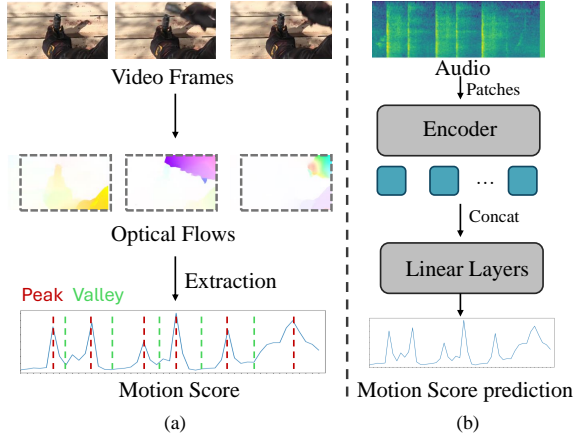 Video Frames
Optical Flows
Extraction
Peak Valley
Motion Score
(a)
Audio
Patches
Encoder
...
Concat
Linear Layers
Motion Score prediction
(b)